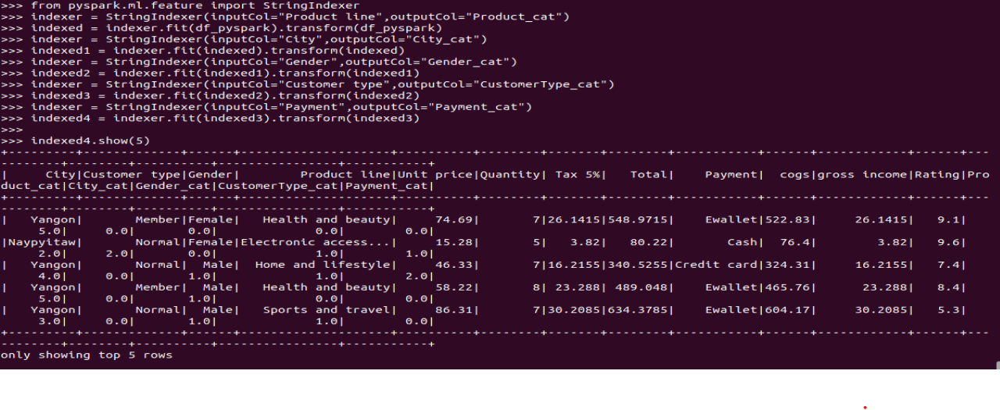 >>> from pyspark.ml.feature import StringIndexer
>>> indexer = StringIndexer(inputCol="Product line",outputCol="Product_cat")
>>> indexed = indexer.fit(df_pyspark).transform(df_pyspark)
>>> indexer = StringIndexer(inputCol="City",outputCol="City_cat")
>>> indexed1 = indexer.fit(indexed).transform(indexed)
>>> indexer = StringIndexer(inputCol="Gender",outputCol="Gender_cat")
>>> indexed2 = indexer.fit(indexed1).transform(indexed1)
>>> indexer = StringIndexer(inputCol="Customer type",outputCol="CustomerType_cat")
>>> indexed3 = indexer.fit(indexed2).transform(indexed2)
>>> indexer = StringIndexer(inputCol="Payment",outputCol="Payment_cat")
>>> indexed4 = indexer.fit(indexed3).transform(indexed3)
>>>
>>> indexed4.show(5)
+---------+-------------+------+--------------------+----------+--------+-------+--------+-----------+------+------------+------+---
--------+--------+----------+----------------+-----------+
|     City|Customer type|Gender|        Product line|Unit price|Quantity| Tax 5%|   Total|    Payment|  cogs|gross income|Rating|Pro
duct_cat|City_cat|Gender_cat|CustomerType_cat|Payment_cat|
+---------+-------------+------+--------------------+----------+--------+-------+--------+-----------+------+------------+------+---
--------+--------+----------+----------------+-----------+
|   Yangon|       Member|Female|   Health and beauty|     74.69|       7|26.1415|548.9715|    Ewallet|522.83|     26.1415|   9.1|
     5.0|     0.0|       0.0|             0.0|        0.0|
|Naypyitaw|       Normal|Female|Electronic access...|     15.28|       5|   3.82|   80.22|       Cash|  76.4|        3.82|   9.6|
     2.0|     2.0|       0.0|             1.0|        1.0|
|   Yangon|       Normal|  Male|  Home and lifestyle|     46.33|       7|16.2155|340.5255|Credit card|324.31|     16.2155|   7.4|
     4.0|     0.0|       1.0|             1.0|        2.0|
|   Yangon|       Member|  Male|   Health and beauty|     58.22|       8| 23.288| 489.048|    Ewallet|465.76|      23.288|   8.4|
     5.0|     0.0|       1.0|             0.0|        0.0|
|   Yangon|       Normal|  Male|   Sports and travel|     86.31|       7|30.2085|634.3785|    Ewallet|604.17|     30.2085|   5.3|
     3.0|     0.0|       1.0|             1.0|        0.0|
+---------+-------------+------+--------------------+----------+--------+-------+--------+-----------+------+------------+------+---
--------+--------+----------+----------------+-----------+
only showing top 5 rows